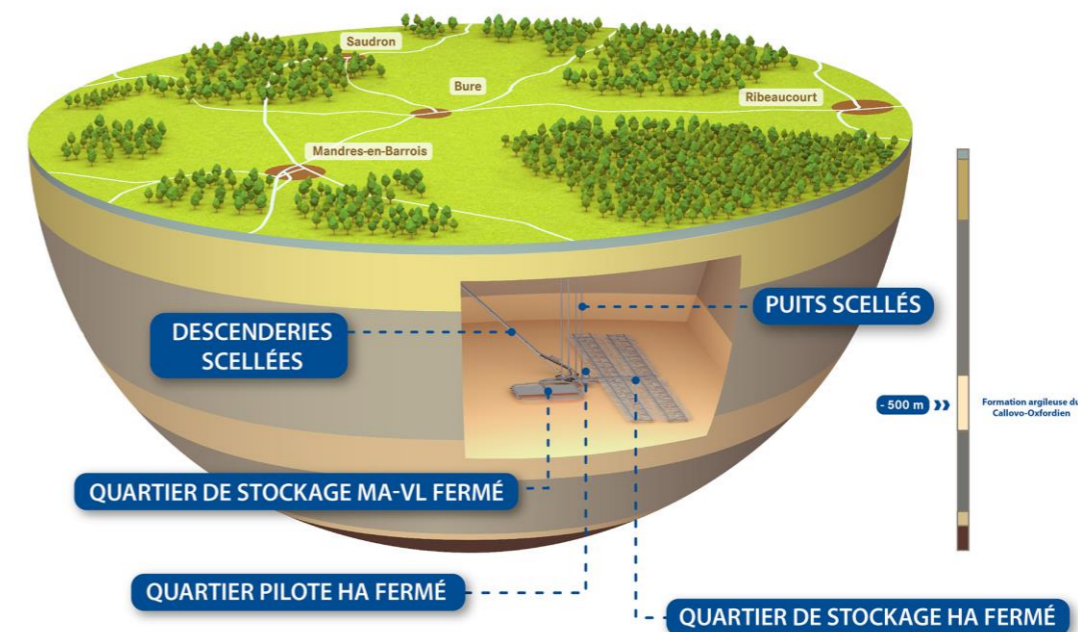 Saudron
Bure
Ribeaucourt
Mandres-en-Barrois
PUITS SCELLÉS
DESCENDERIES
SCELLÉES
- 500 m
Formation argileuse du
Callovo-Oxfordien
QUARTIER DE STOCKAGE MA-VL FERMÉ
QUARTIER PILOTE HA FERMÉ
QUARTIER DE STOCKAGE HA FERMÉ